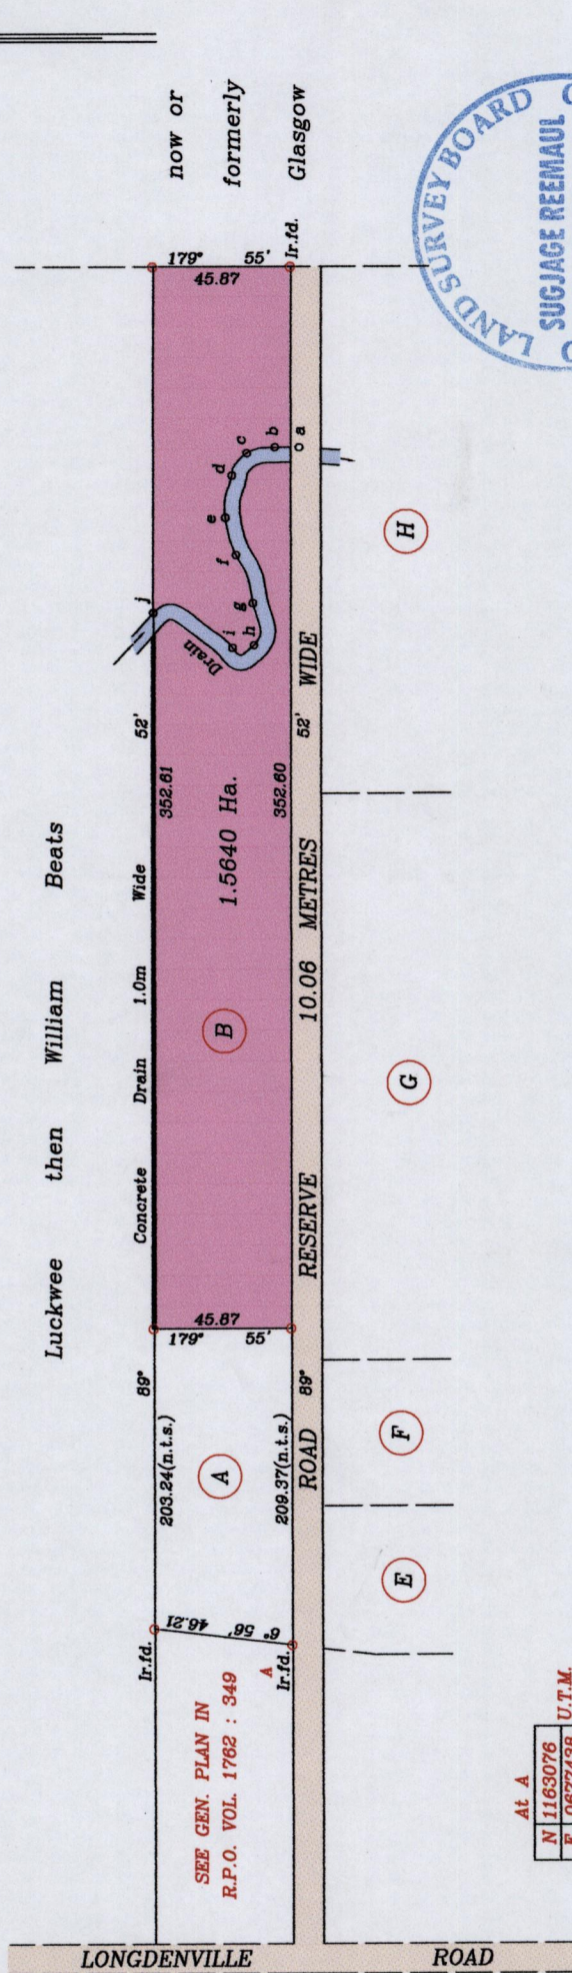 now or
formerly
Glasgow
LAND SURVEY BOARD
SUGJAGE REEMAUL
179° 55'
45.87
Ir.fd.
a
b
c
d
e
f
g
h
i
j
Drain
H
Luckwee then William Beats
89° Concrete Drain 1.0m Wide 52'
352.61
1.5640 Ha.
B
352.60
89° 52'
ROAD RESERVE 10.06 METRES WIDE
G
45.87
179° 55'
203.24(n.t.s.)
A
209.37(n.t.s.)
F
E
Ir.fd.
46.21
6° 56'
Ir.fd.
A
SEE GEN. PLAN IN
R.P.O. VOL. 1762 : 349
At A
N 1163076
E 0677438
U.T.M.
LONGDENVILLE ROAD